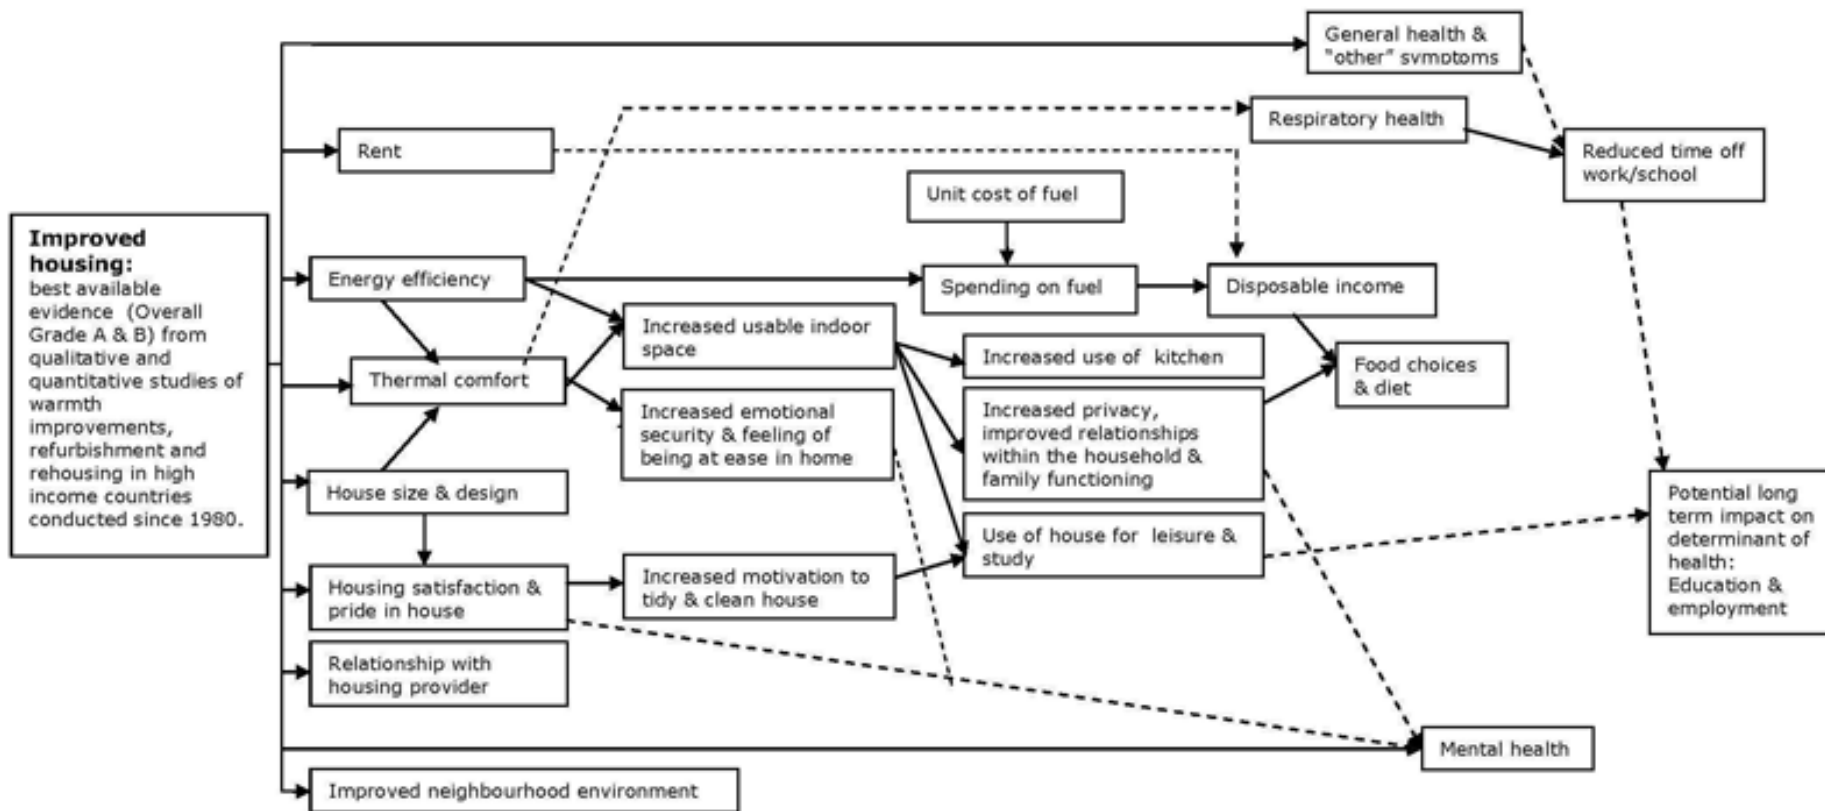 General health &
“other” symptoms
Respiratory health
Rent
Reduced time off
work/school
Unit cost of fuel
Improved
housing:
best available
evidence (Overall
Grade A & B) from
qualitative and
quantitative studies of
warmth
improvements,
refurbishment and
rehousing in high
income countries
conducted since 1980.
Energy efficiency
Spending on fuel
Disposable income
Increased usable indoor
space
Increased use of kitchen
Thermal comfort
Food choices
& diet
Increased emotional
security & feeling of
being at ease in home
Increased privacy,
improved relationships
within the household &
family functioning
House size & design
Potential long
term impact on
determinant of
health:
Education &
employment
Use of house for leisure &
study
Housing satisfaction &
pride in house
Increased motivation to
tidy & clean house
Relationship with
housing provider
Mental health
Improved neighbourhood environment